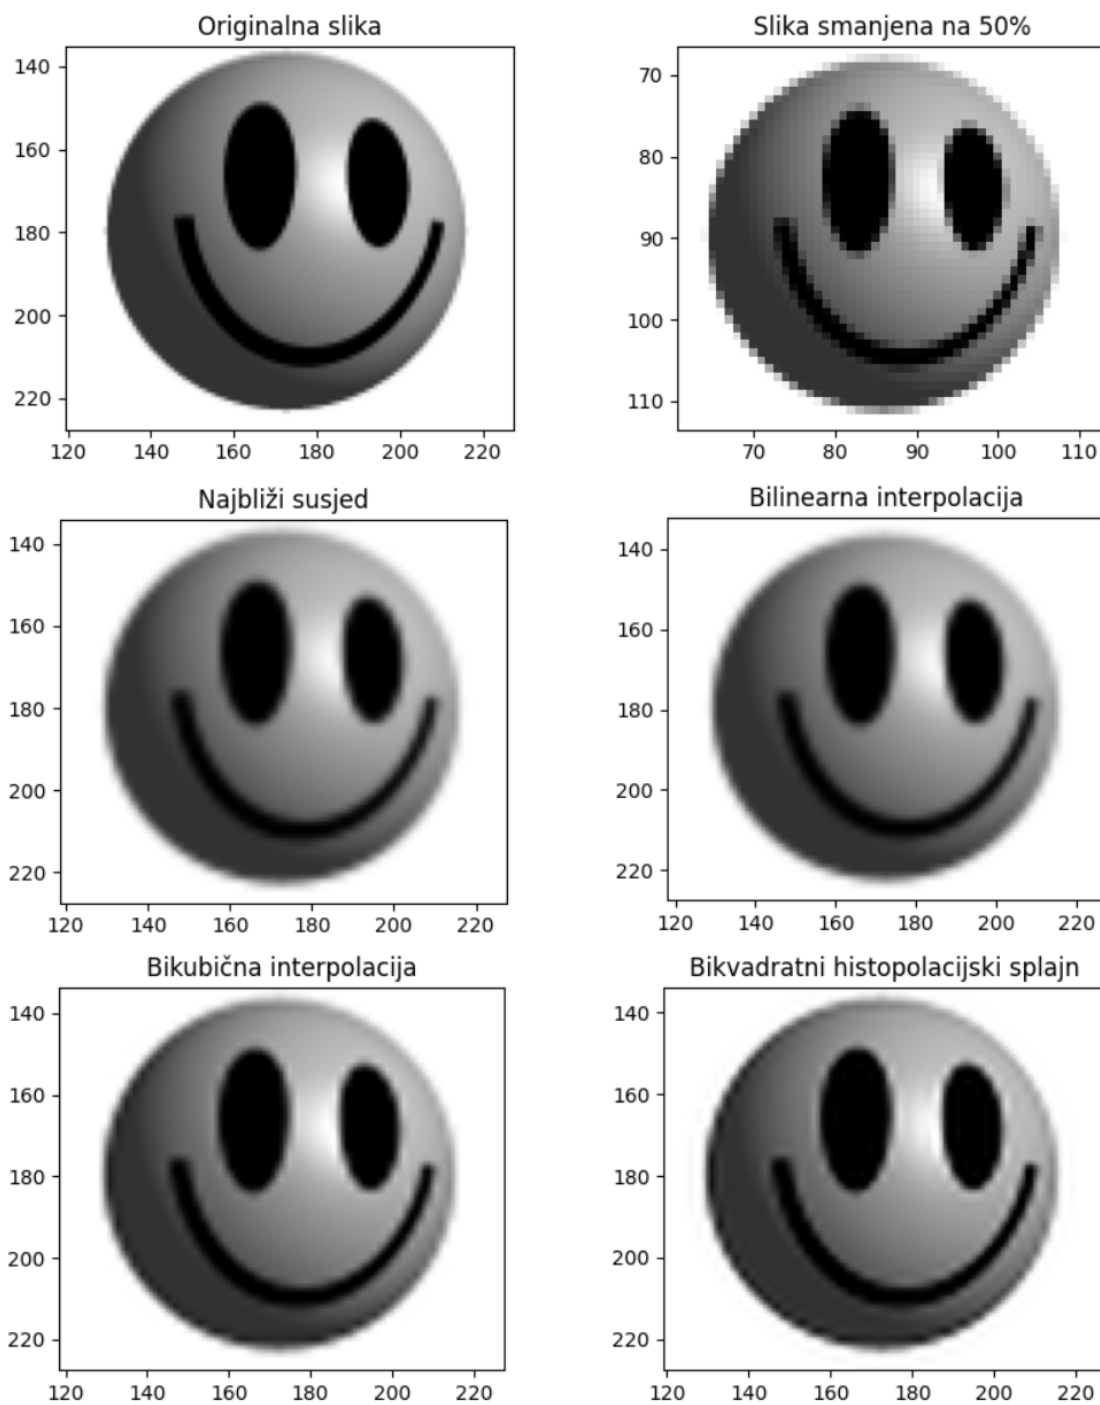 Originalna slika
140
160
180
200
220
120 140 160 180 200 220
Slika smanjena na 50%
70
80
90
100
110
70 80 90 100 110
Najbliži susjed
140
160
180
200
220
120 140 160 180 200 220
Bilinearna interpolacija
140
160
180
200
220
120 140 160 180 200 220
Bikubična interpolacija
140
160
180
200
220
120 140 160 180 200 220
Bikvadratni histopolacijski splajn
140
160
180
200
220
120 140 160 180 200 220